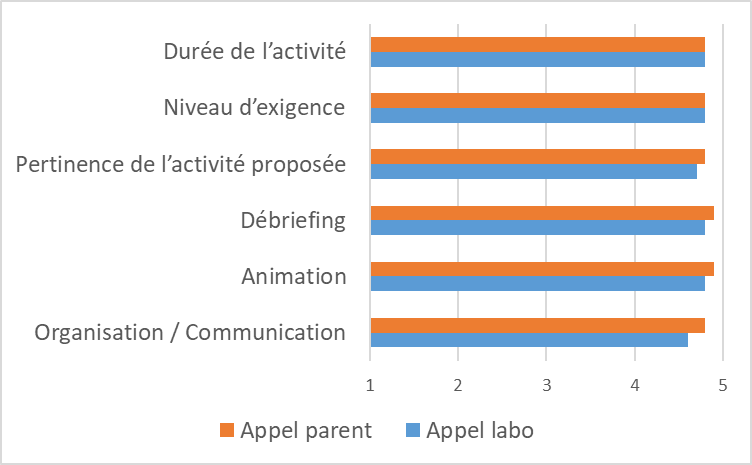 Durée de l’activité
Niveau d’exigence
Pertinence de l’activité proposée
Débriefing
Animation
Organisation / Communication
1 2 3 4 5
Appel parent Appel labo